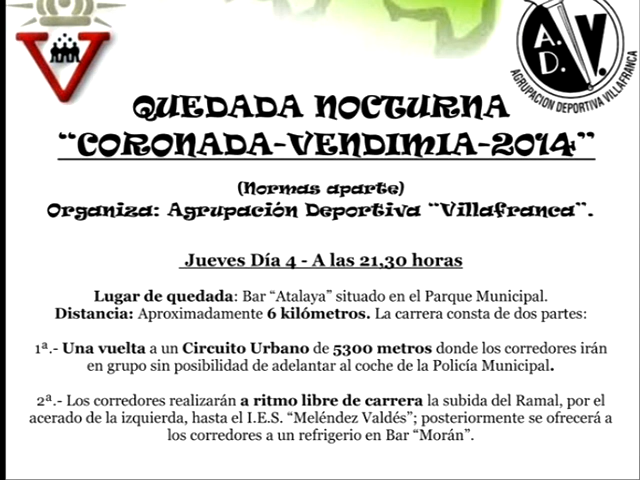 A. V.
D.
AGRUPACION DEPORTIVA VILLAFRANCA
QUEDADA NOCTURNA
“CORONADA-VENDIMIA-2014”
(Normas aparte)
Organiza: Agrupación Deportiva “Villafranca”.
Jueves Día 4 - A las 21,30 horas
Lugar de quedada: Bar “Atalaya” situado en el Parque Municipal.
Distancia: Aproximadamente 6 kilómetros. La carrera consta de dos partes:
1ª.- Una vuelta a un Circuito Urbano de 5300 metros donde los corredores irán
en grupo sin posibilidad de adelantar al coche de la Policía Municipal.
2ª.- Los corredores realizarán a ritmo libre de carrera la subida del Ramal, por el
acerado de la izquierda, hasta el I.E.S. “Meléndez Valdés”; posteriormente se ofrecerá a
los corredores a un refrigerio en Bar “Morán”.